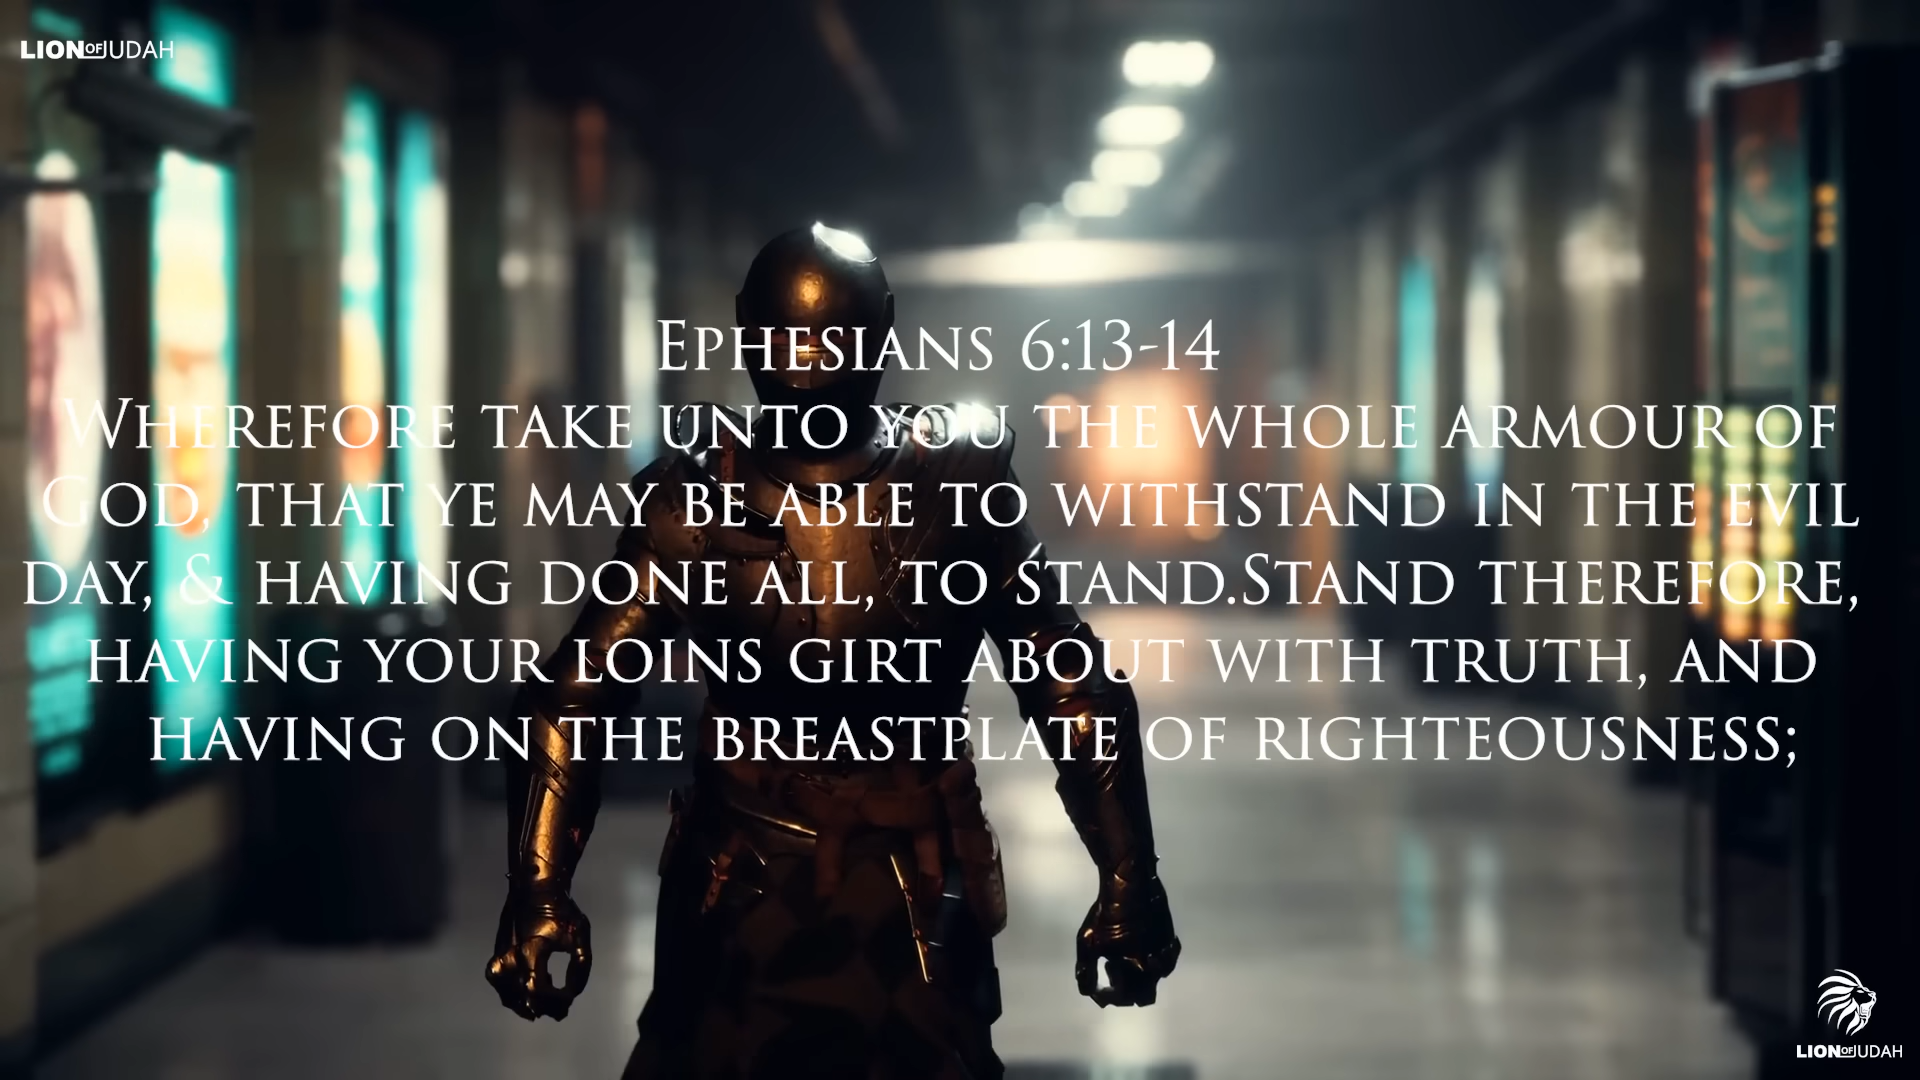 LION OF JUDAH
Ephesians 6:13-14
Wherefore take unto you the whole armour of
God, that ye may be able to withstand in the evil
day, & having done all, to stand.Stand therefore,
having your loins girt about with truth, and
having on the breastplate of righteousness;
LION OF JUDAH